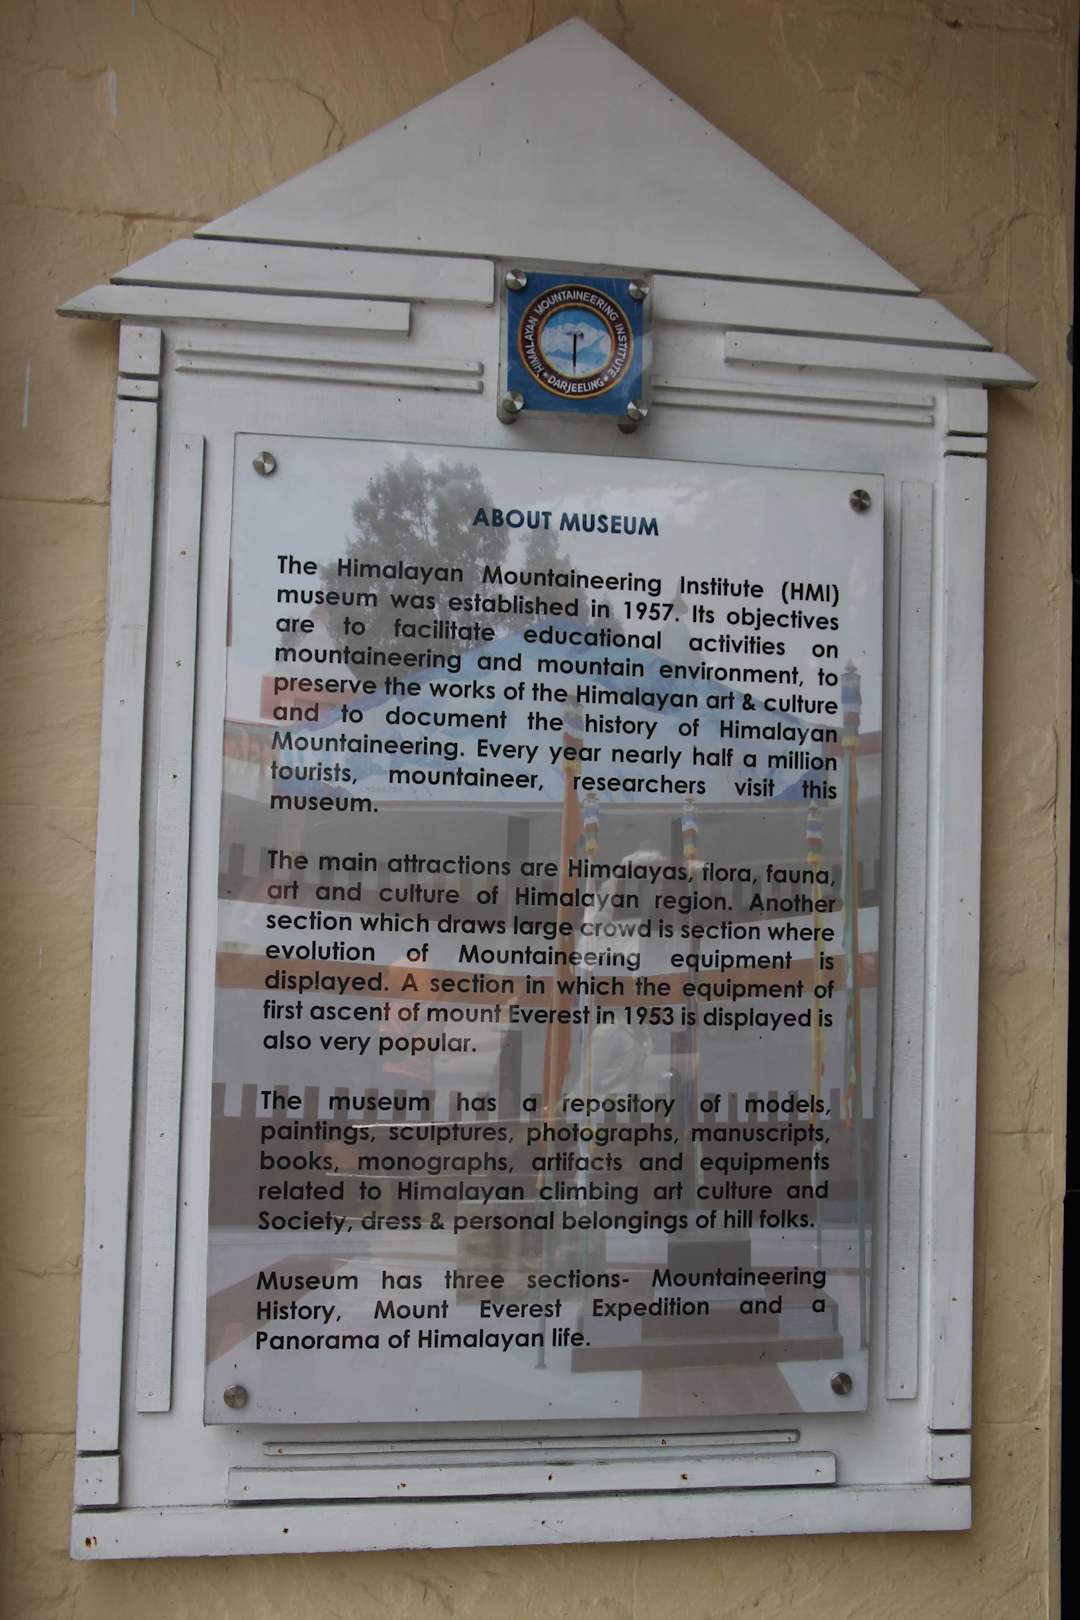 HIMALAYAN MOUNTAINEERING INSTITUTE
* DARJEELING *
ABOUT MUSEUM
The Himalayan Mountaineering Institute (HMI)
museum was established in 1957. Its objectives
are to facilitate educational activities on
mountaineering and mountain environment, to
preserve the works of the Himalayan art & culture
and to document the history of Himalayan
Mountaineering. Every year nearly half a million
tourists, mountaineer, researchers visit this
museum.
The main attractions are Himalayas, flora, fauna,
art and culture of Himalayan region. Another
section which draws large crowd is section where
evolution of Mountaineering equipment is
displayed. A section in which the equipment of
first ascent of mount Everest in 1953 is displayed is
also very popular.
The museum has a repository of models,
paintings, sculptures, photographs, manuscripts,
books, monographs, artifacts and equipments
related to Himalayan climbing art culture and
Society, dress & personal belongings of hill folks.
Museum has three sections- Mountaineering
History, Mount Everest Expedition and a
Panorama of Himalayan life.